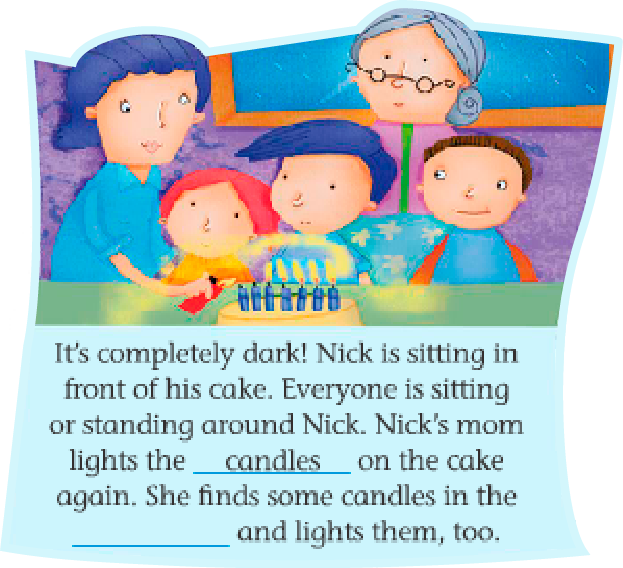 It's completely dark! Nick is sitting in
front of his cake. Everyone is sitting
or standing around Nick. Nick's mom
lights the candles on the cake
again. She finds some candles in the
____________ and lights them, too.